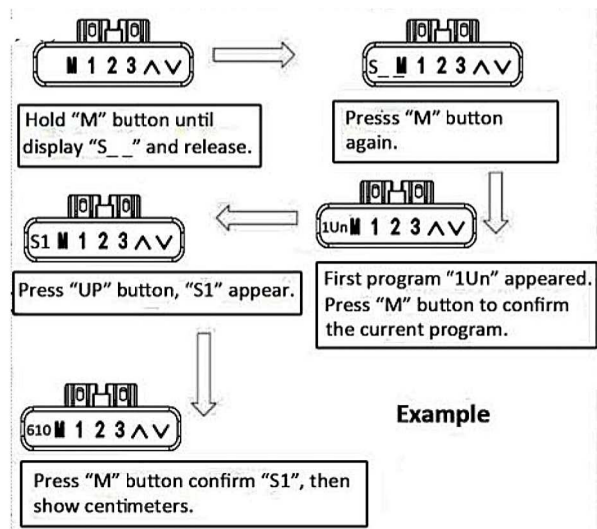 M 1 2 3
Hold “M” button until
display “S_ _” and release.
S_ _M 1 2 3
Presss “M” button
again.
1UnM 1 2 3
First program “1Un” appeared.
Press “M” button to confirm
the current program.
S1 M 1 2 3
Press “UP” button, “S1” appear.
610 M 1 2 3
Press “M” button confirm “S1”, then
show centimeters.
Example